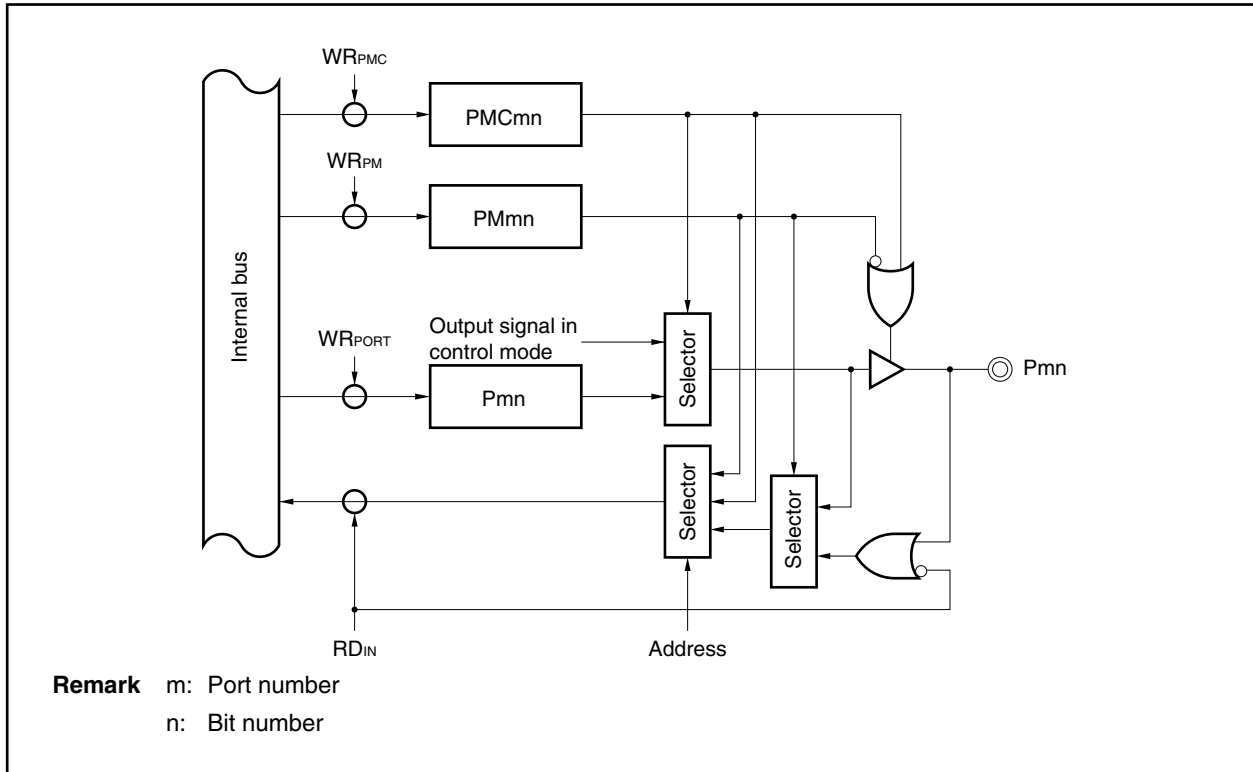 WRPMC
PMCmn
WRPM
PMmn
Internal bus
Output signal in
control mode
WRPORT
Pmn
Selector
Pmn
Selector
Selector
RDIN
Address
Remark m: Port number
n: Bit number